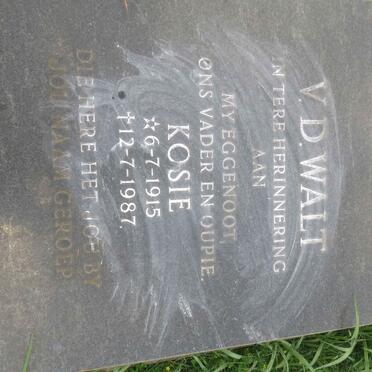 V.D. WALT
'N TERE HERINNERING
AAN
MY EGGENOOT,
ONS VADER EN OUPIE.
KOSIE
☆6-7-1915
✝12-7-1987
DIE HERE HET JOU BY
JOU NAAM GEROEP